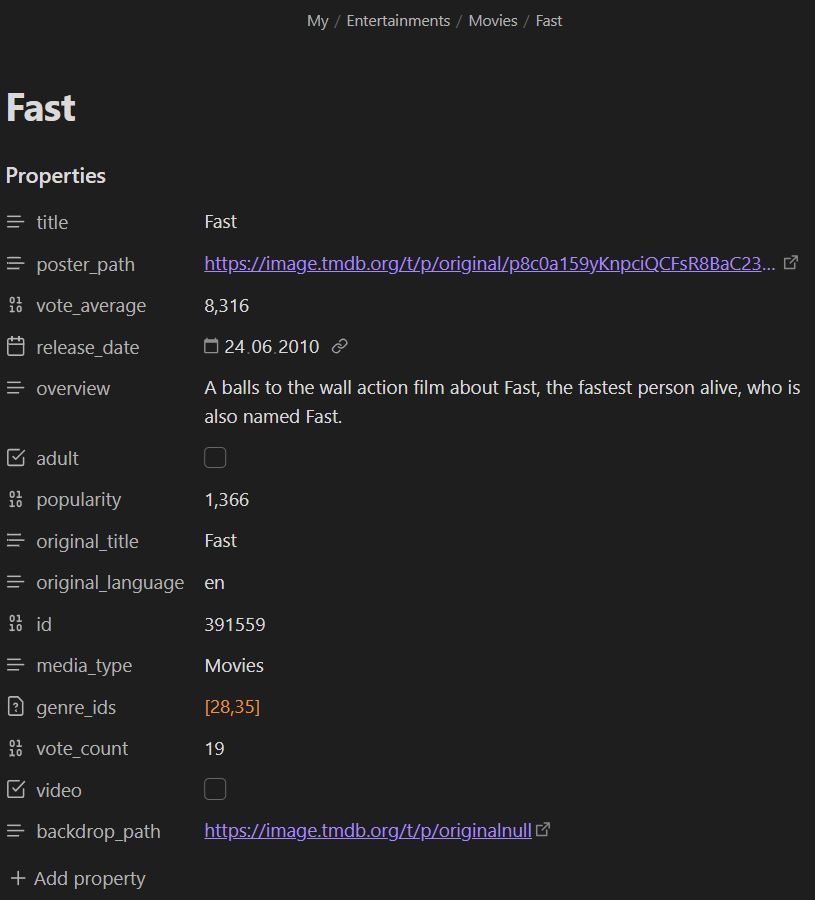 My / Entertainments / Movies / Fast
Fast
Properties
title Fast
poster_path https://image.tmdb.org/t/p/original/p8c0a159yKnpciQCFsR8BaC23...
vote_average 8,316
release_date 24.06.2010
overview A balls to the wall action film about Fast, the fastest person alive, who is
also named Fast.
adult
popularity 1,366
original_title Fast
original_language en
id 391559
media_type Movies
genre_ids [28,35]
vote_count 19
video
backdrop_path https://image.tmdb.org/t/p/originalnull
+ Add property